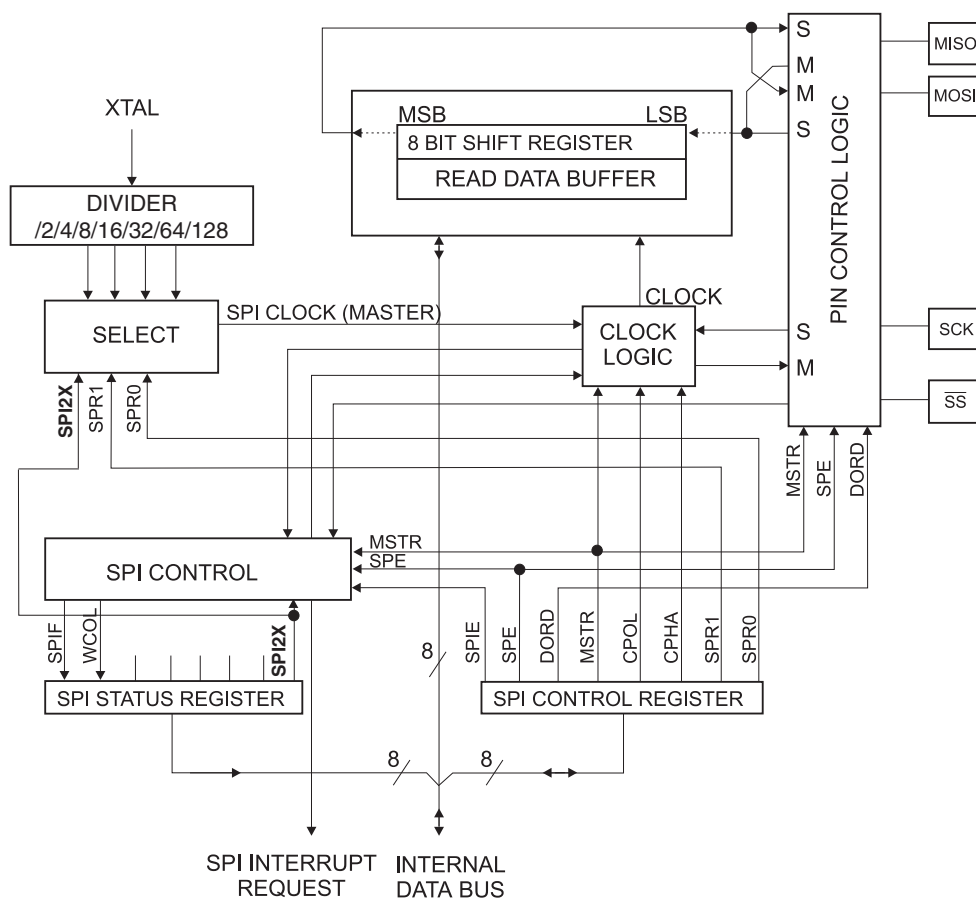 S
MISO
M
XTAL
M
MOSI
MSB
LSB
S
8 BIT SHIFT REGISTER
READ DATA BUFFER
PIN CONTROL LOGIC
DIVIDER
/2/4/8/16/32/64/128
CLOCK
SPI CLOCK (MASTER)
SELECT
CLOCK
LOGIC
S
SCK
M
SPI2X
SPR1
SPR0
SS
MSTR
SPE
DORD
MSTR
SPE
SPI CONTROL
SPIF
WCOL
SPI2X
8
SPIE
SPE
DORD
MSTR
CPOL
CPHA
SPR1
SPR0
SPI STATUS REGISTER
SPI CONTROL REGISTER
8
8
SPI INTERRUPT
REQUEST
INTERNAL
DATA BUS